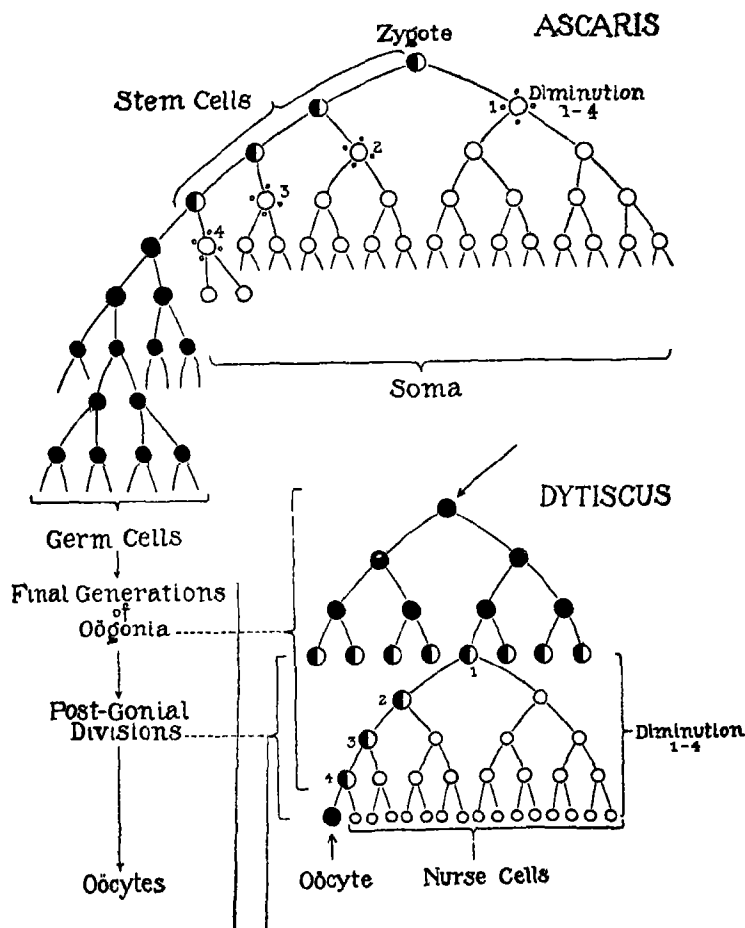 ASCARIS
Zygote
Stem Cells
Diminution
1-4
1
2
3
4
Soma
Germ Cells
Final Generations
of
Oögonia
Post-Gonial
Divisions
Oöcytes
DYTISCUS
1
2
3
4
Diminution
1-4
Oöcyte
Nurse Cells